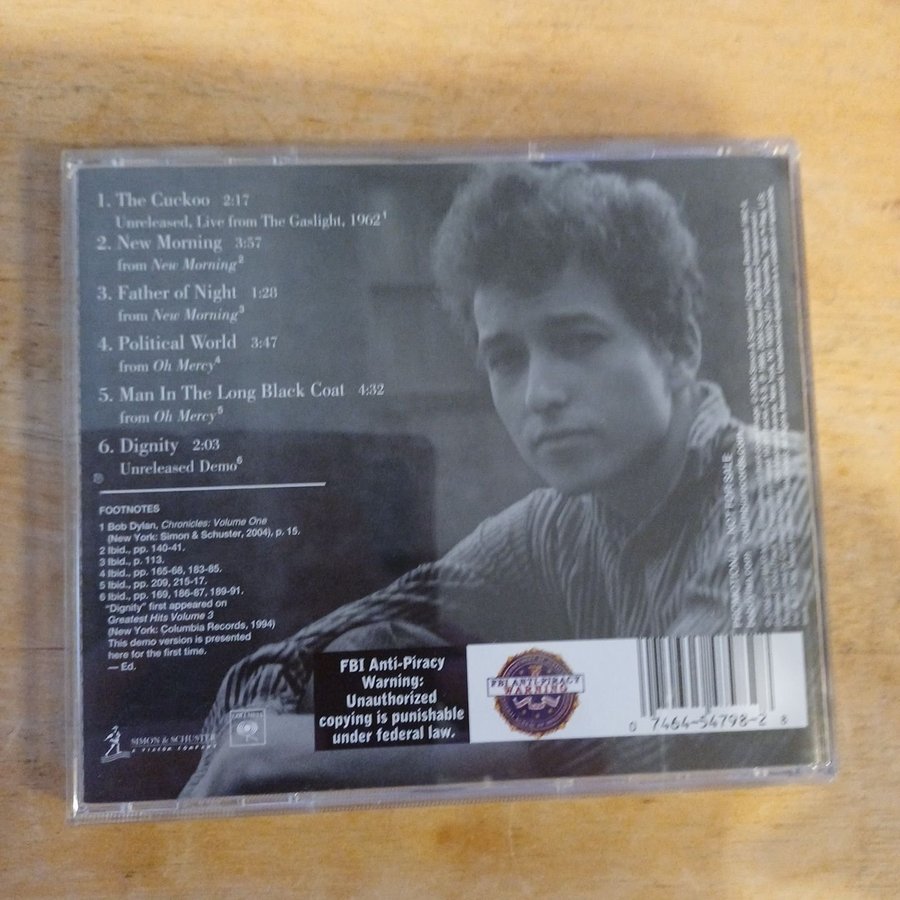 1. The Cuckoo 2:17
Unreleased, Live from The Gaslight, 1962¹
2. New Morning 3:57
from New Morning²
3. Father of Night 1:28
from New Morning³
4. Political World 3:47
from Oh Mercy⁴
5. Man In The Long Black Coat 4:32
from Oh Mercy⁵
6. Dignity 2:03
Unreleased Demo⁶
FOOTNOTES
1 Bob Dylan, Chronicles: Volume One
(New York: Simon & Schuster, 2004), p. 15.
2 Ibid., pp. 140-41.
3 Ibid., p. 113.
4 Ibid., pp. 165-68, 183-85.
5 Ibid., pp. 209, 215-17.
6 Ibid., pp. 169, 186-87, 189-91.
"Dignity" first appeared on
Greatest Hits Volume 3
(New York: Columbia Records, 1994)
This demo version is presented
here for the first time.
— Ed.
SIMON & SCHUSTER
A VIACOM COMPANY
COLUMBIA
FBI Anti-Piracy
Warning:
Unauthorized
copying is punishable
under federal law.
FBI ANTI-PIRACY
WARNING
0 7464-54798-2 8
NOT FOR SALE